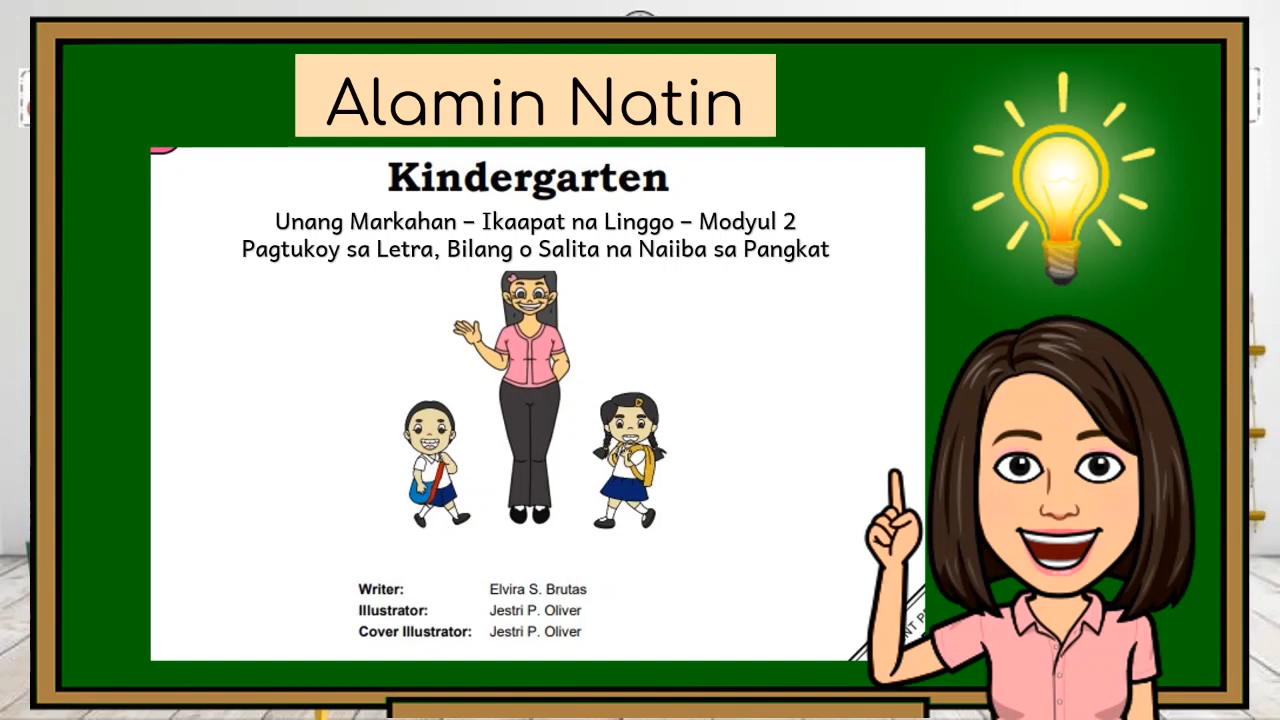 Alamin Natin
Kindergarten
Unang Markahan – Ikaapat na Linggo – Modyul 2
Pagtukoy sa Letra, Bilang o Salita na Naiiba sa Pangkat
Writer: Elvira S. Brutas
Illustrator: Jestri P. Oliver
Cover Illustrator: Jestri P. Oliver